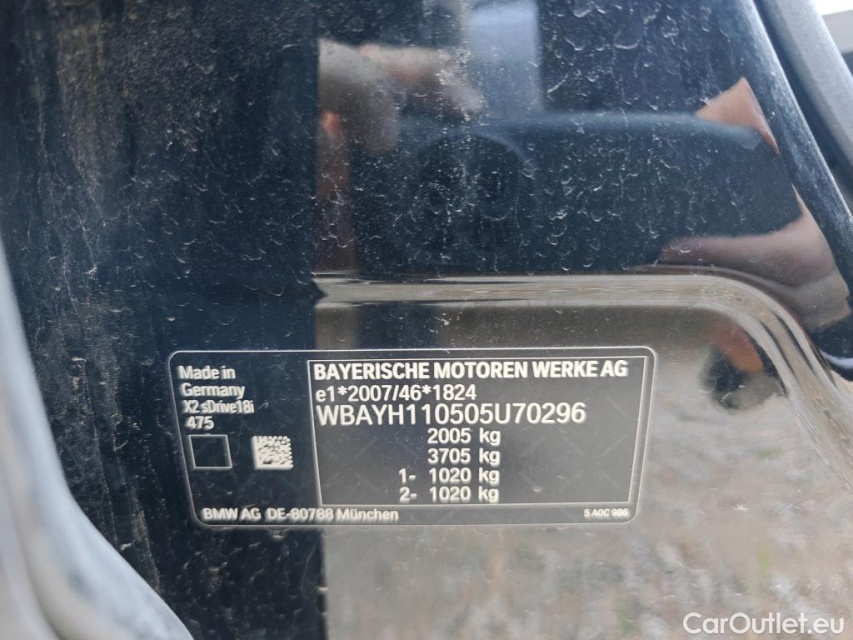 Made in
Germany
X2 sDrive18i
475
BAYERISCHE MOTOREN WERKE AG
e1*2007/46*1824
WBAYH110505U70296
2005 kg
3705 kg
1- 1020 kg
2- 1020 kg
BMW AG DE-80788 München
5 A0C 986
CarOutlet.eu